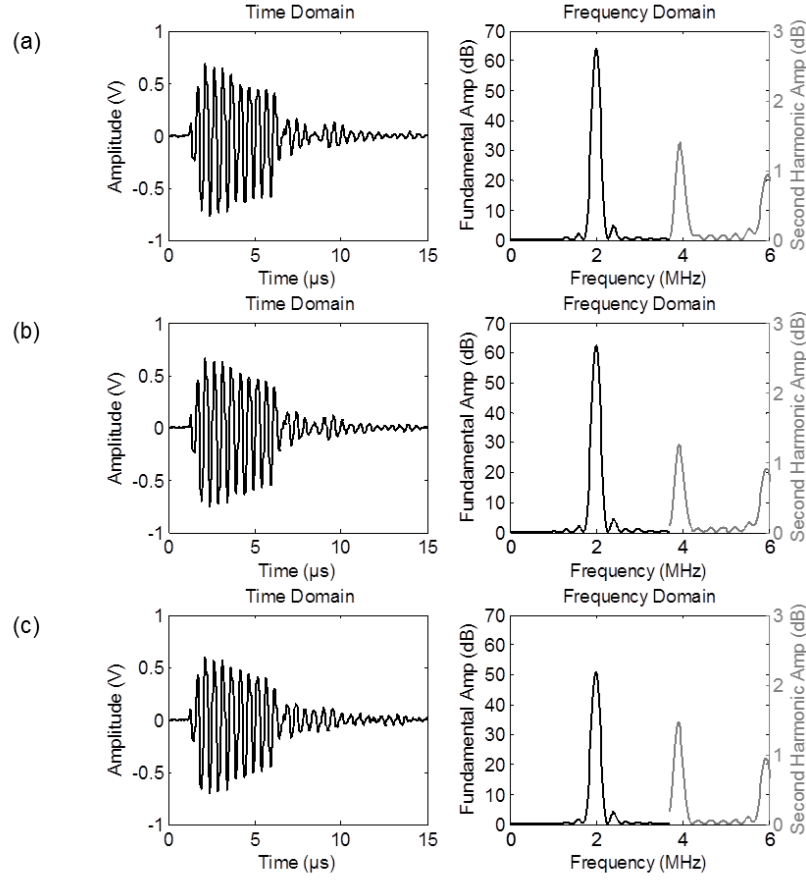 (a)
Time Domain
1
0.5
0
-0.5
-1
Amplitude (V)
0 5 10 15
Time (µs)
Frequency Domain
70
60
50
40
30
20
10
0
Fundamental Amp (dB)
3
2
1
0
Second Harmonic Amp (dB)
0 2 4 6
Frequency (MHz)
(b)
Time Domain
1
0.5
0
-0.5
-1
Amplitude (V)
0 5 10 15
Time (µs)
Frequency Domain
70
60
50
40
30
20
10
0
Fundamental Amp (dB)
3
2
1
0
Second Harmonic Amp (dB)
0 2 4 6
Frequency (MHz)
(c)
Time Domain
1
0.5
0
-0.5
-1
Amplitude (V)
0 5 10 15
Time (µs)
Frequency Domain
70
60
50
40
30
20
10
0
Fundamental Amp (dB)
3
2
1
0
Second Harmonic Amp (dB)
0 2 4 6
Frequency (MHz)